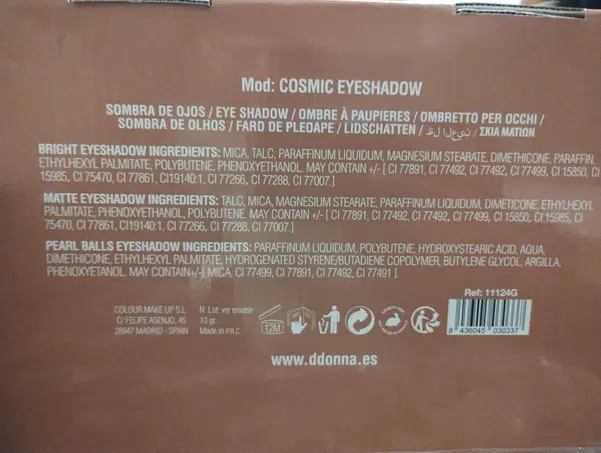 Mod: COSMIC EYESHADOW
SOMBRA DE OJOS / EYE SHADOW / OMBRE À PAUPIERES / OMBRETTO PER OCCHI /
SOMBRA DE OLHOS / FARD DE PLEOAPE / LIDSCHATTEN / ظل العين / ΣΚΙΑ ΜΑΤΙΩΝ
BRIGHT EYESHADOW INGREDIENTS: MICA, TALC, PARAFFINUM LIQUIDUM, MAGNESIUM STEARATE, DIMETHICONE, PARAFFIN,
ETHYLHEXYL PALMITATE, POLYBUTENE, PHENOXYETHANOL. MAY CONTAIN +/- [ CI 77891, CI 77492, CI 77492, CI 77499, CI 15850, CI
15985, CI 75470, CI 77861, CI19140:1, CI 77266, CI 77288, CI 77007 ].
MATTE EYESHADOW INGREDIENTS: TALC, MICA, MAGNESIUM STEARATE, PARAFFINUM LIQUIDUM, DIMETICONE, ETHYLHEXYL
PALMITATE, PHENOXYETHANOL, POLYBUTENE. MAY CONTAIN +/- [ CI 77891, CI 77492, CI 77492, CI 77499, CI 15850, CI 15985, CI
75470, CI 77861, CI19140:1, CI 77266, CI 77288, CI 77007 ].
PEARL BALLS EYESHADOW INGREDIENTS: PARAFFINUM LIQUIDUM, POLYBUTENE, HYDROXYSTEARIC ACID, AQUA,
DIMETHICONE, ETHYLHEXYL PALMITATE, HYDROGENATED STYRENE/BUTADIENE COPOLYMER, BUTYLENE GLYCOL, ARGILLA,
PHENOXYETANOL. MAY CONTAIN+/-[ MICA, CI 77499, CI 77891, CI 77492, CI 77491 ].
Ref: 11124G
COLOUR MAKE UP S.L.
C/ FELIPE ASENJO, 45
28947 MADRID - SPAIN
N. Lot: ver envase
13 gr.
Made in P.R.C
12M
8 436045 030337
www.ddonna.es